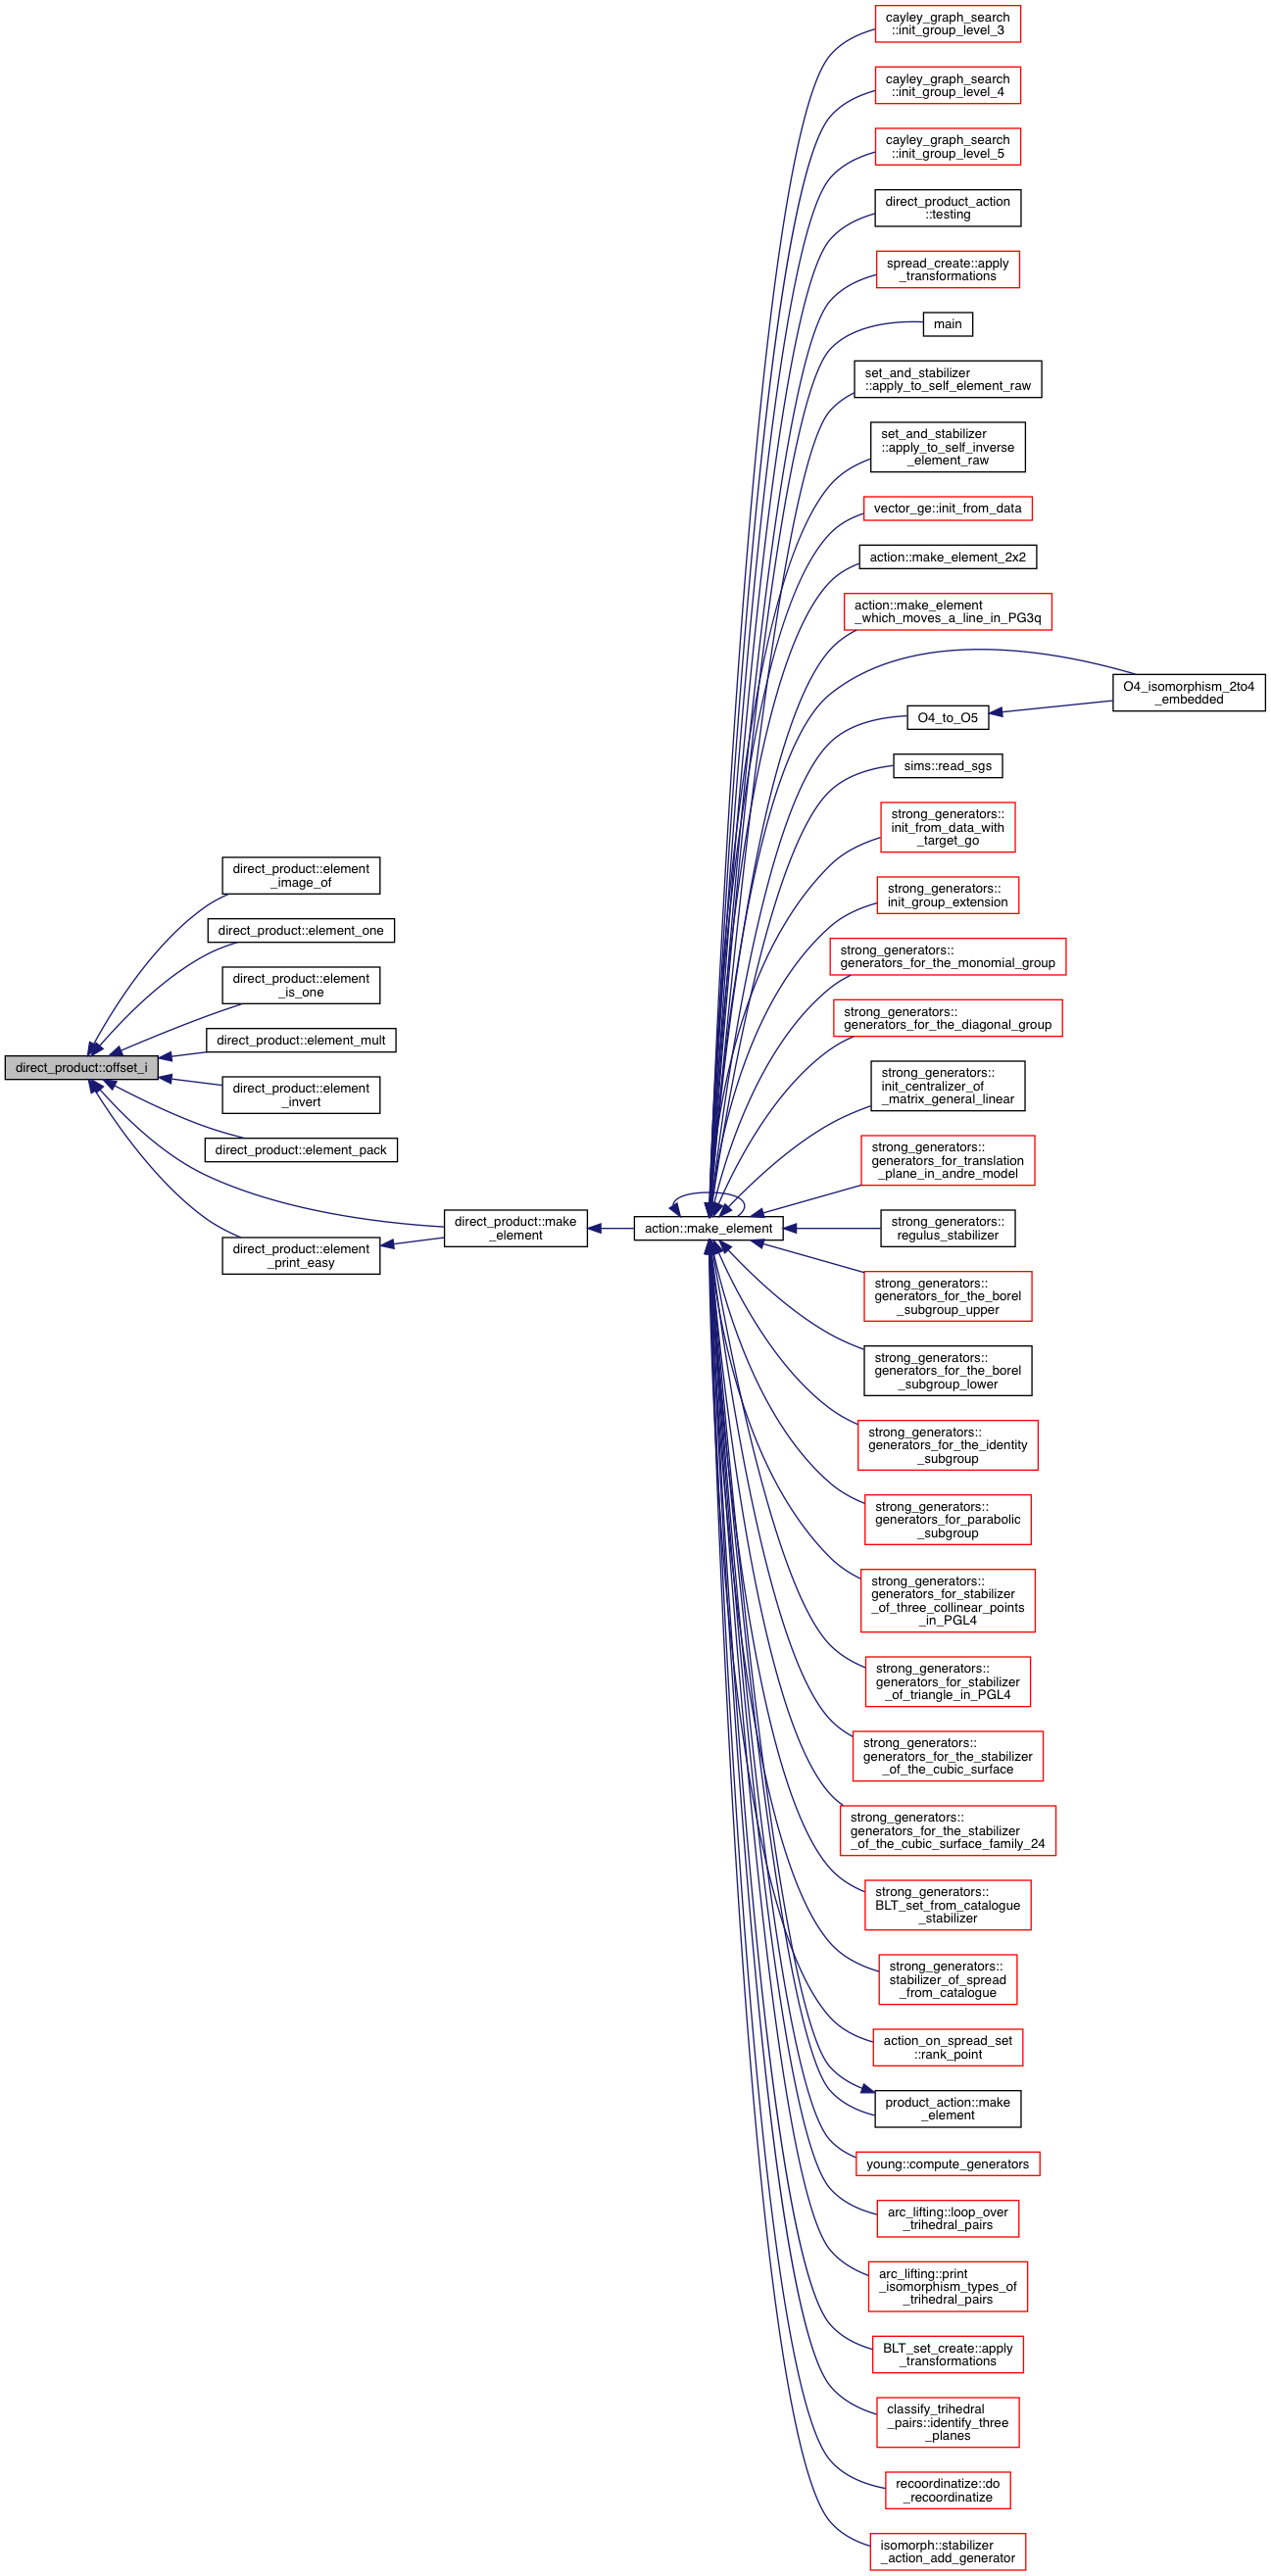 cayley_graph_search
::init_group_level_3
cayley_graph_search
::init_group_level_4
cayley_graph_search
::init_group_level_5
direct_product_action
::testing
spread_create::apply
_transformations
main
set_and_stabilizer
::apply_to_self_element_raw
set_and_stabilizer
::apply_to_self_inverse
_element_raw
vector_ge::init_from_data
action::make_element_2x2
action::make_element
_which_moves_a_line_in_PG3q
O4_isomorphism_2to4
_embedded
O4_to_O5
sims::read_sgs
strong_generators::
init_from_data_with
_target_go
strong_generators::
init_group_extension
strong_generators::
generators_for_the_monomial_group
strong_generators::
generators_for_the_diagonal_group
strong_generators::
init_centralizer_of
_matrix_general_linear
strong_generators::
generators_for_translation
_plane_in_andre_model
strong_generators::
regulus_stabilizer
strong_generators::
generators_for_the_borel
_subgroup_upper
strong_generators::
generators_for_the_borel
_subgroup_lower
strong_generators::
generators_for_the_identity
_subgroup
strong_generators::
generators_for_parabolic
_subgroup
strong_generators::
generators_for_stabilizer
_of_three_collinear_points
_in_PGL4
strong_generators::
generators_for_stabilizer
_of_triangle_in_PGL4
strong_generators::
generators_for_the_stabilizer
_of_the_cubic_surface
strong_generators::
generators_for_the_stabilizer
_of_the_cubic_surface_family_24
strong_generators::
BLT_set_from_catalogue
_stabilizer
strong_generators::
stabilizer_of_spread
_from_catalogue
action_on_spread_set
::rank_point
product_action::make
_element
young::compute_generators
arc_lifting::loop_over
_trihedral_pairs
arc_lifting::print
_isomorphism_types_of
_trihedral_pairs
BLT_set_create::apply
_transformations
classify_trihedral
_pairs::identify_three
_planes
recoordinatize::do
_recoordinatize
isomorph::stabilizer
_action_add_generator
direct_product::element
_image_of
direct_product::element_one
direct_product::element
_is_one
direct_product::element_mult
direct_product::offset_i
direct_product::element
_invert
direct_product::element_pack
direct_product::make
_element
action::make_element
direct_product::element
_print_easy